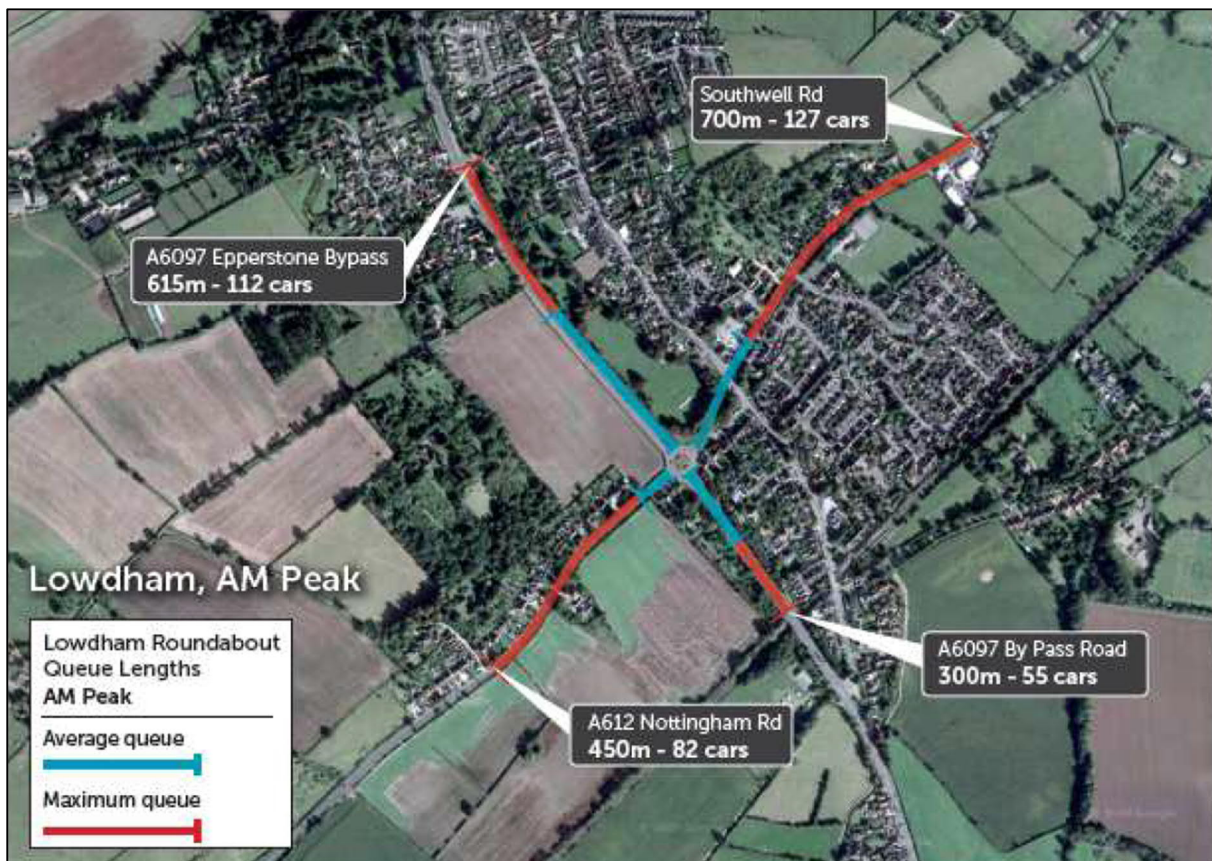 Southwell Rd
700m - 127 cars
A6097 Epperstone Bypass
615m - 112 cars
Lowdham, AM Peak
Lowdham Roundabout
Queue Lengths
AM Peak
Average queue
Maximum queue
A6097 By Pass Road
300m - 55 cars
A612 Nottingham Rd
450m - 82 cars